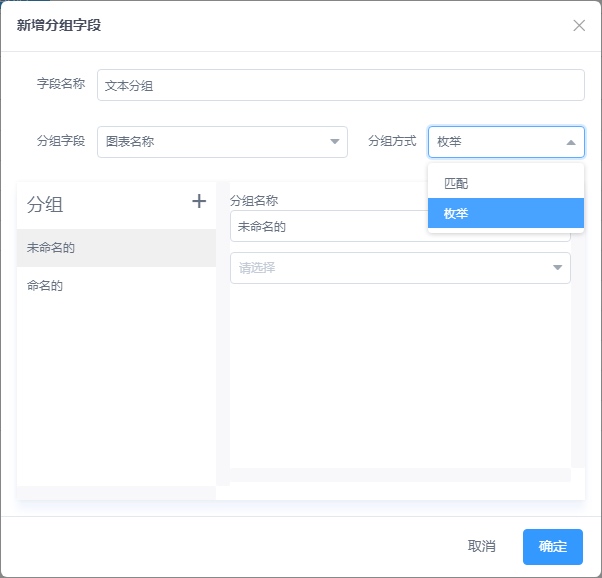 新增分组字段
字段名称
文本分组
分组字段
图表名称
分组方式
枚举
匹配
枚举
分组
分组名称
未命名的
未命名的
请选择
命名的
取消
确定